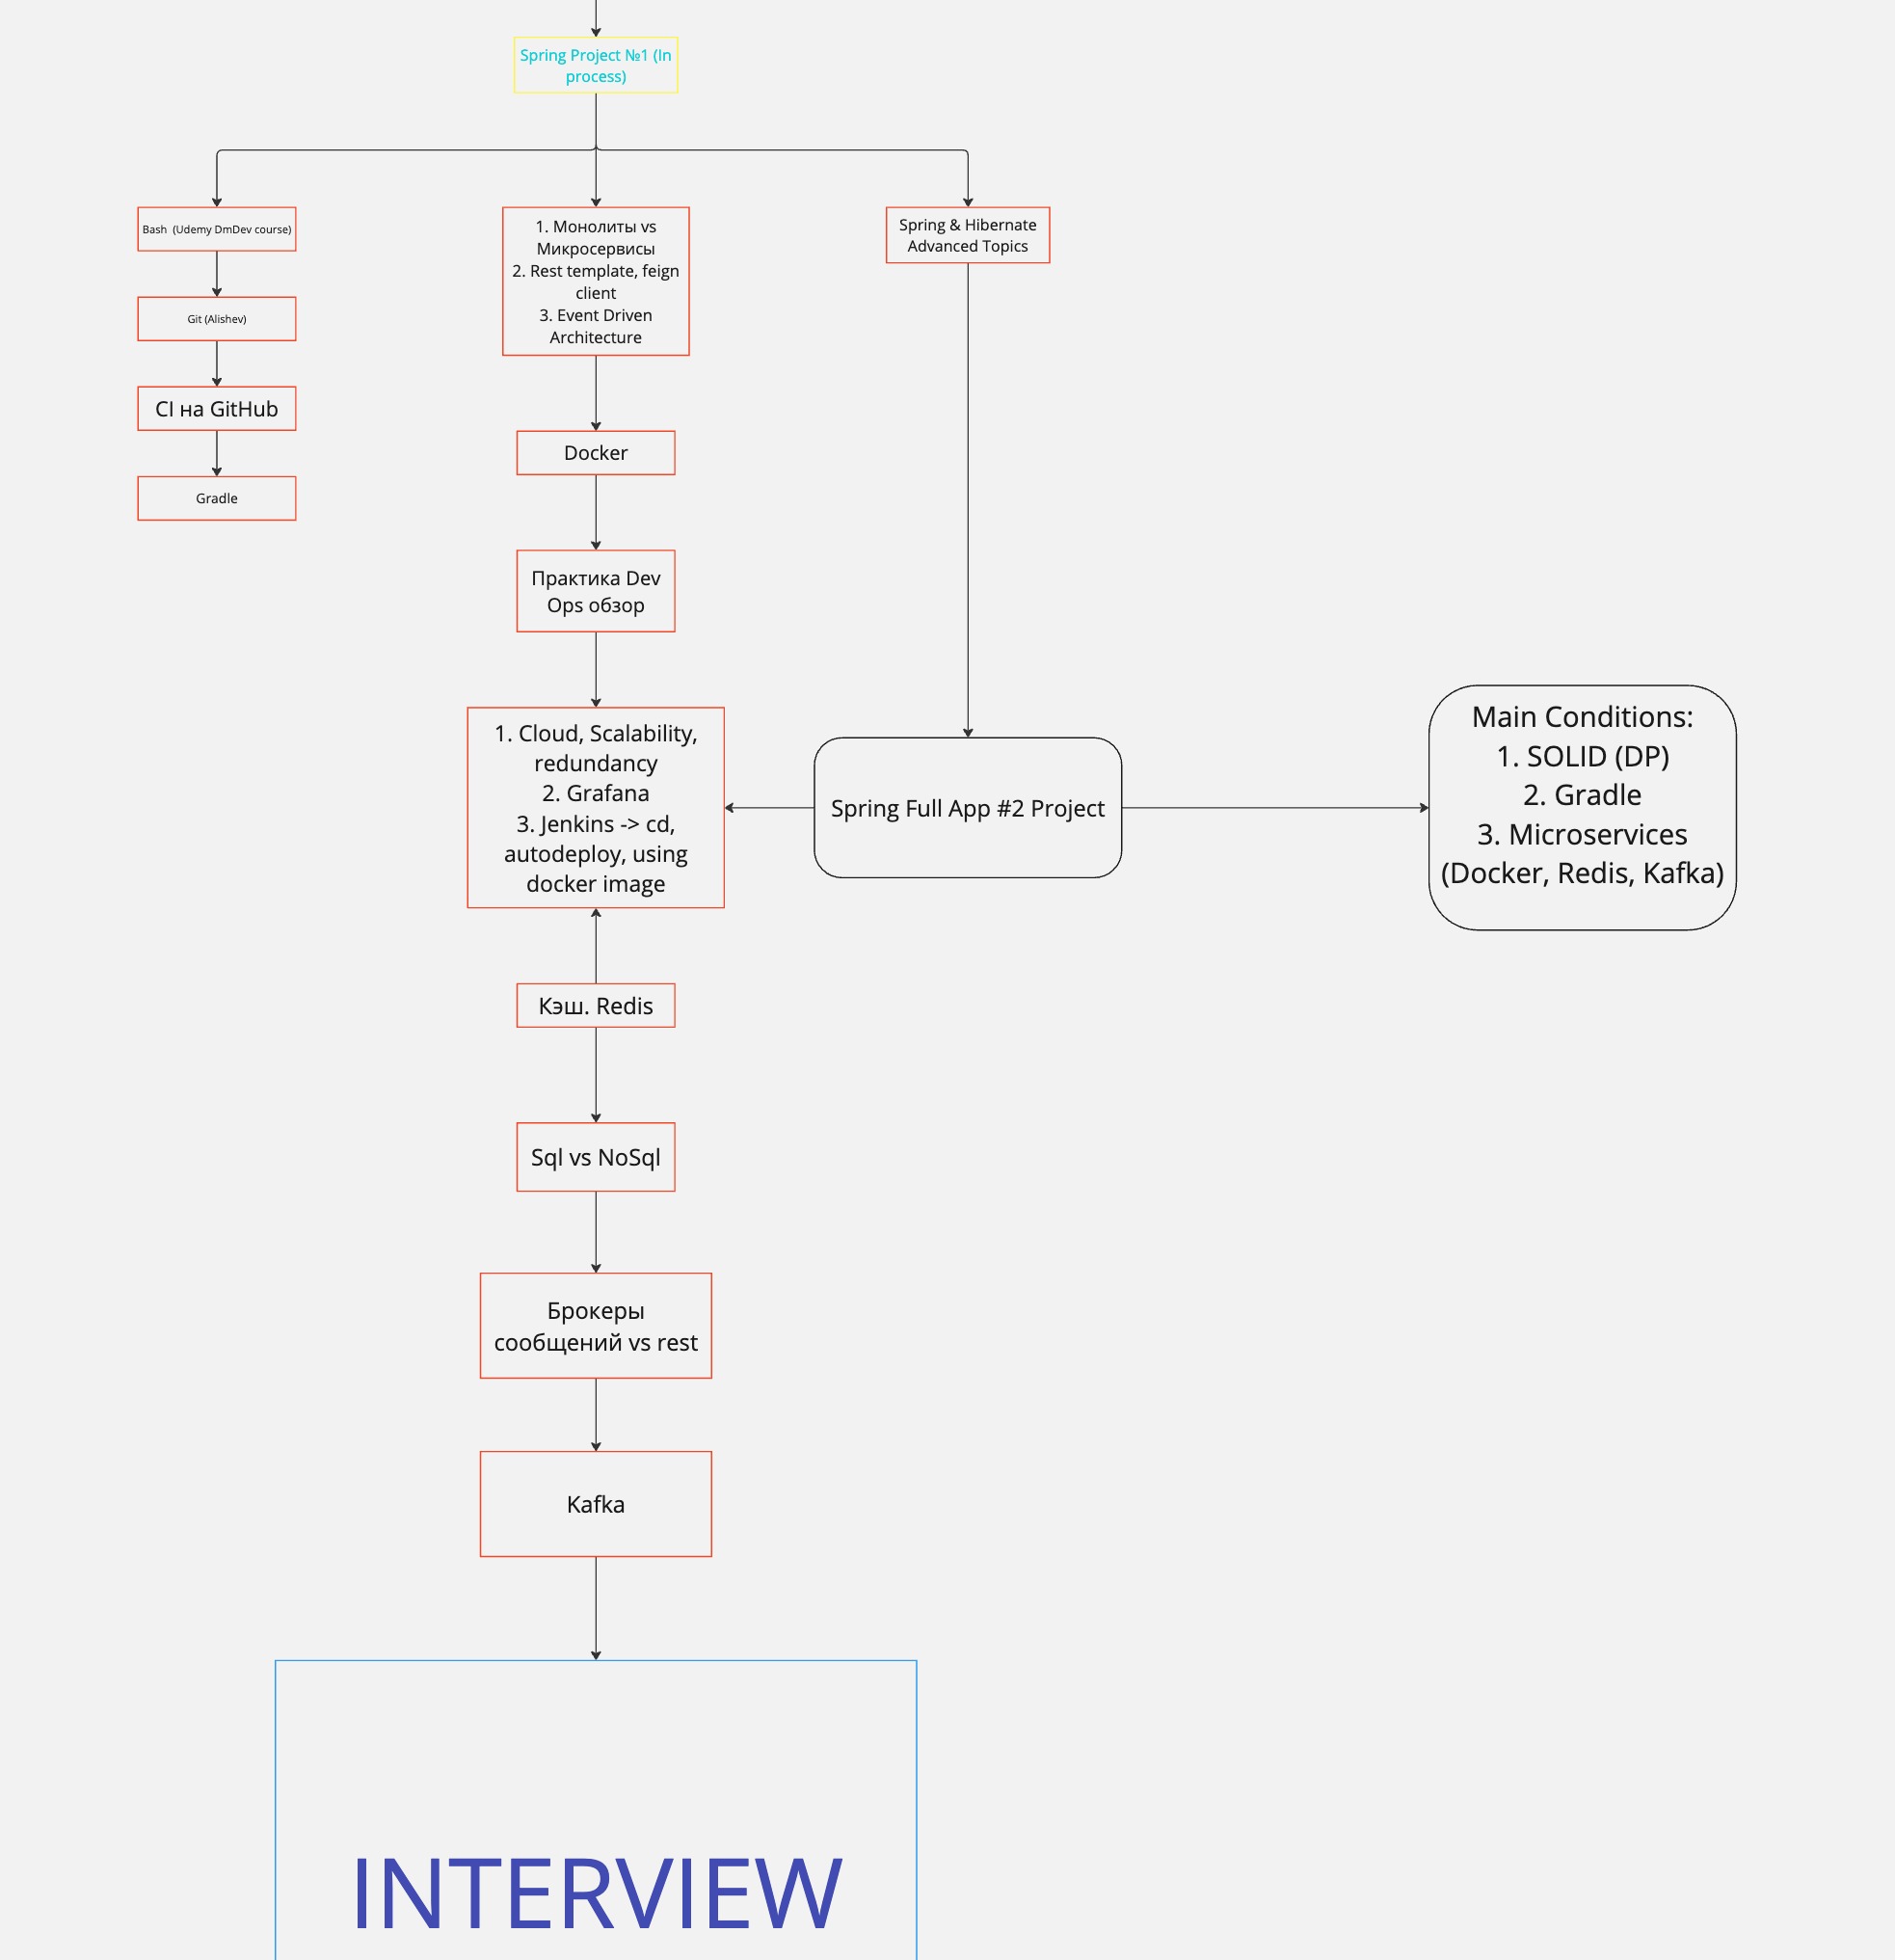 Spring Project №1 (In
process)
Bash (Udemy DmDev course)
Git (Alishev)
CI на GitHub
Gradle
1. Монолиты vs
Микросервисы
2. Rest template, feign
client
3. Event Driven
Architecture
Docker
Практика Dev
Ops обзор
Spring & Hibernate
Advanced Topics
1. Cloud, Scalability,
redundancy
2. Grafana
3. Jenkins -> cd,
autodeploy, using
docker image
Spring Full App #2 Project
Main Conditions:
1. SOLID (DP)
2. Gradle
3. Microservices
(Docker, Redis, Kafka)
Кэш. Redis
Sql vs NoSql
Брокеры
сообщений vs rest
Kafka
INTERVIEW